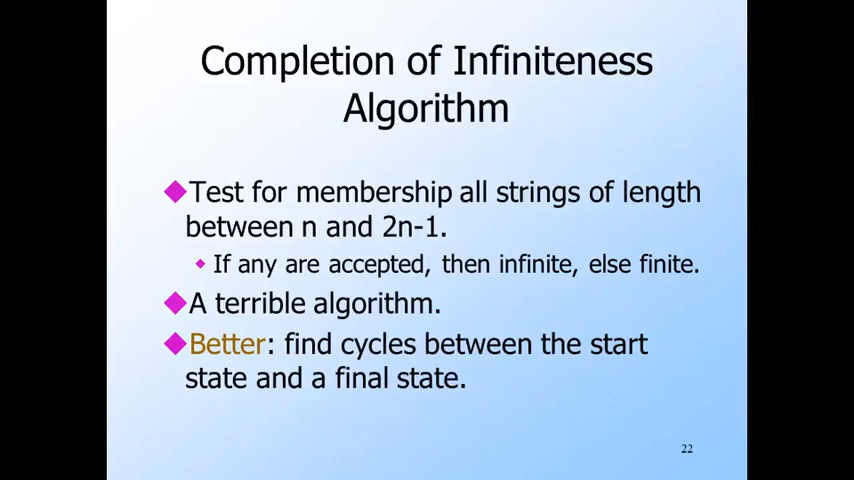 Completion of Infiniteness
Algorithm
Test for membership all strings of length
between n and 2n-1.
If any are accepted, then infinite, else finite.
A terrible algorithm.
Better: find cycles between the start
state and a final state.
22